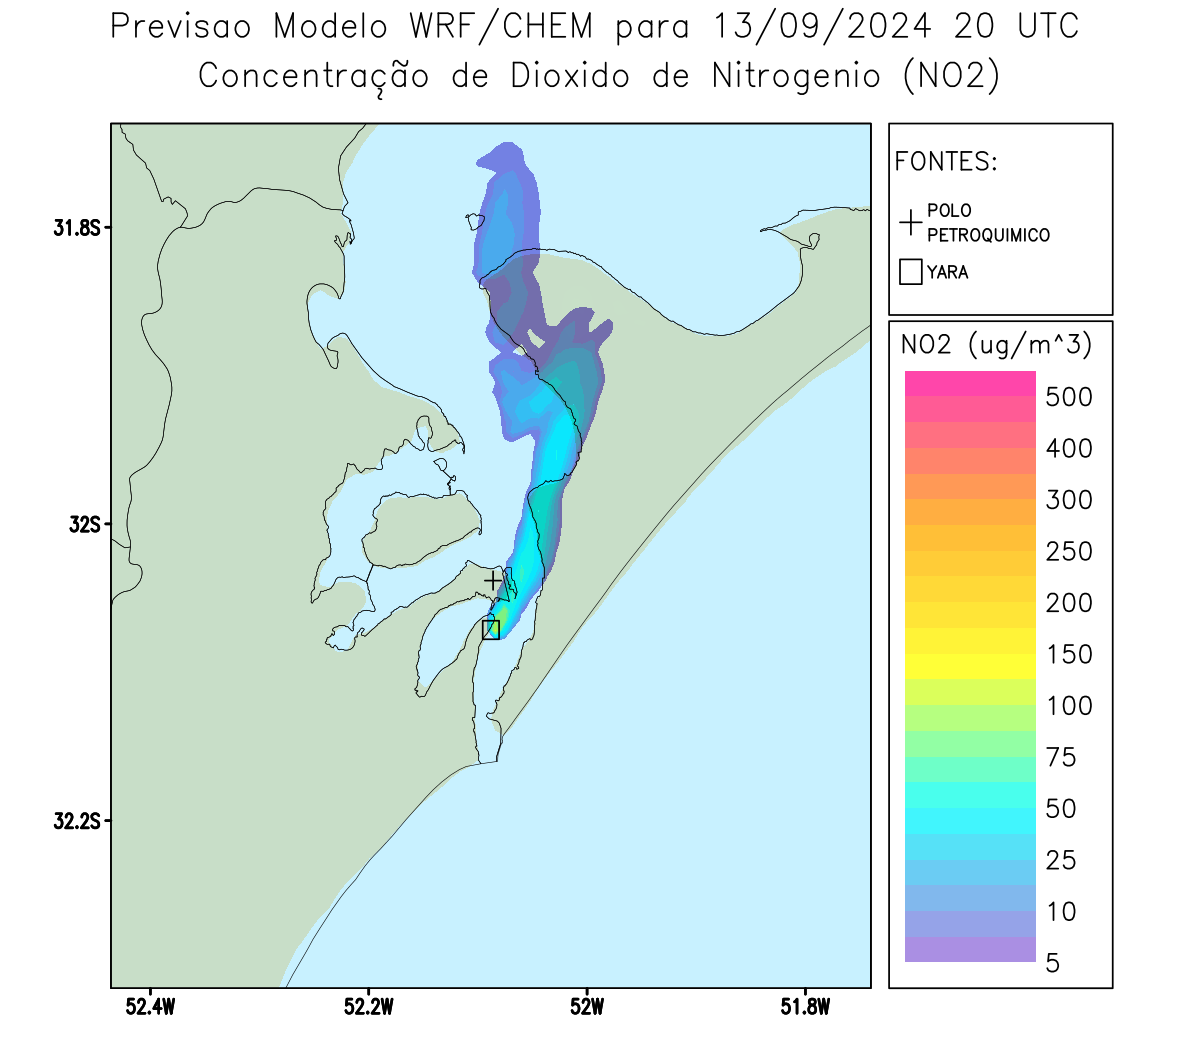 Previsao Modelo WRF/CHEM para 13/09/2024 20 UTC
Concentração de Dioxido de Nitrogenio (NO2)
FONTES:
POLO
PETROQUIMICO
YARA
NO2 (ug/m^3)
500
400
300
250
200
150
100
75
50
25
10
5
31.8S
32S
32.2S
52.4W
52.2W
52W
51.8W